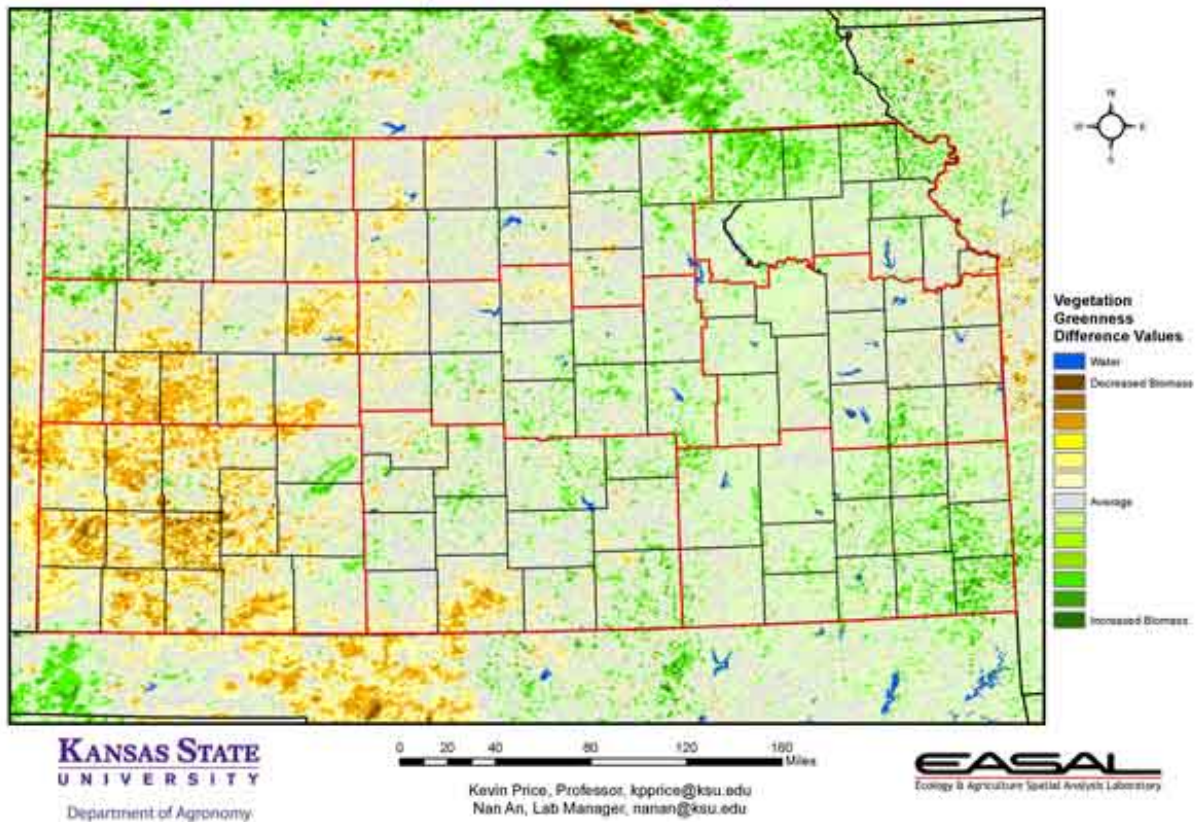 N
W
E
S
Vegetation
Greenness
Difference Values
Water
Decreased Biomass
Average
Increased Biomass
KANSAS STATE
UNIVERSITY
Department of Agronomy
0 20 40 80 120 160
Miles
Kevin Price, Professor, kpprice@ksu.edu
Nan An, Lab Manager, nanan@ksu.edu
EASAL
Ecology & Agriculture Spatial Analysis Laboratory